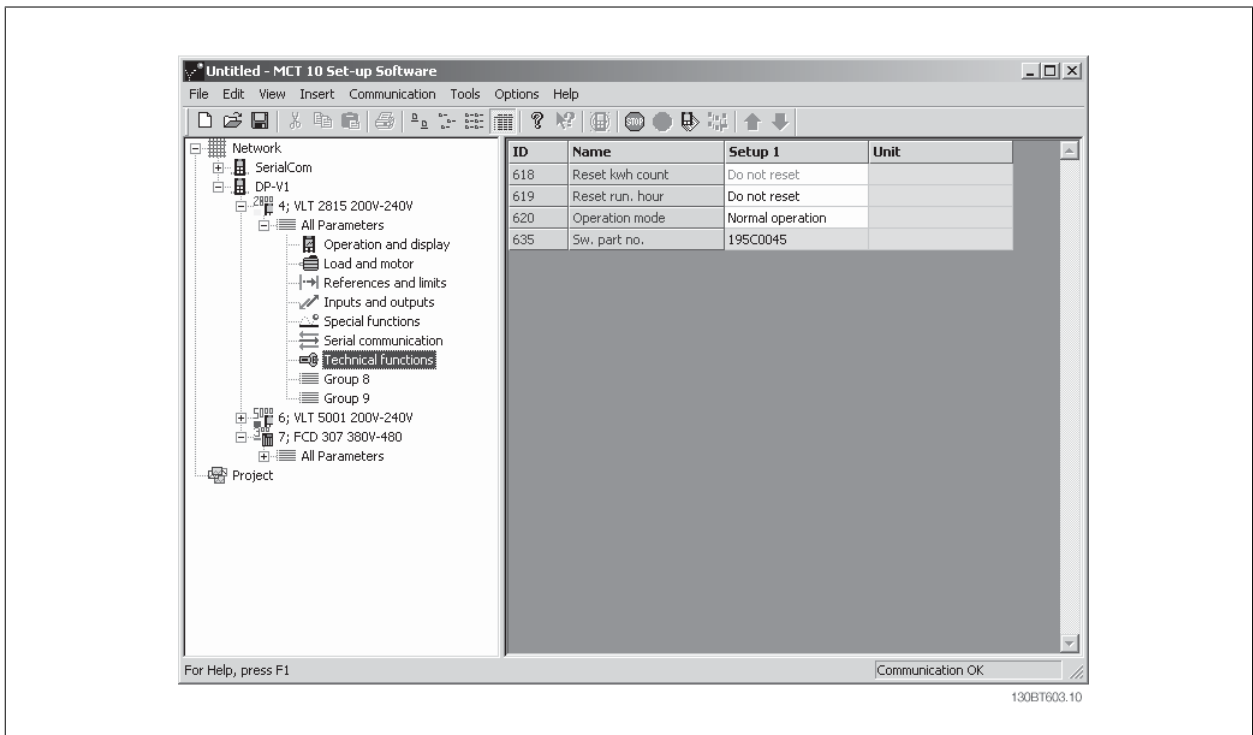 Untitled - MCT 10 Set-up Software
File Edit View Insert Communication Tools Options Help
STOP
Network
SerialCom
DP-V1
2800 4; VLT 2815 200V-240V
All Parameters
Operation and display
Load and motor
References and limits
Inputs and outputs
Special functions
Serial communication
Technical functions
Group 8
Group 9
5000 6; VLT 5001 200V-240V
7; FCD 307 380V-480
All Parameters
Project
ID Name Setup 1 Unit
618 Reset kwh count Do not reset
619 Reset run. hour Do not reset
620 Operation mode Normal operation
635 Sw. part no. 195C0045
For Help, press F1
Communication OK
130BT603.10